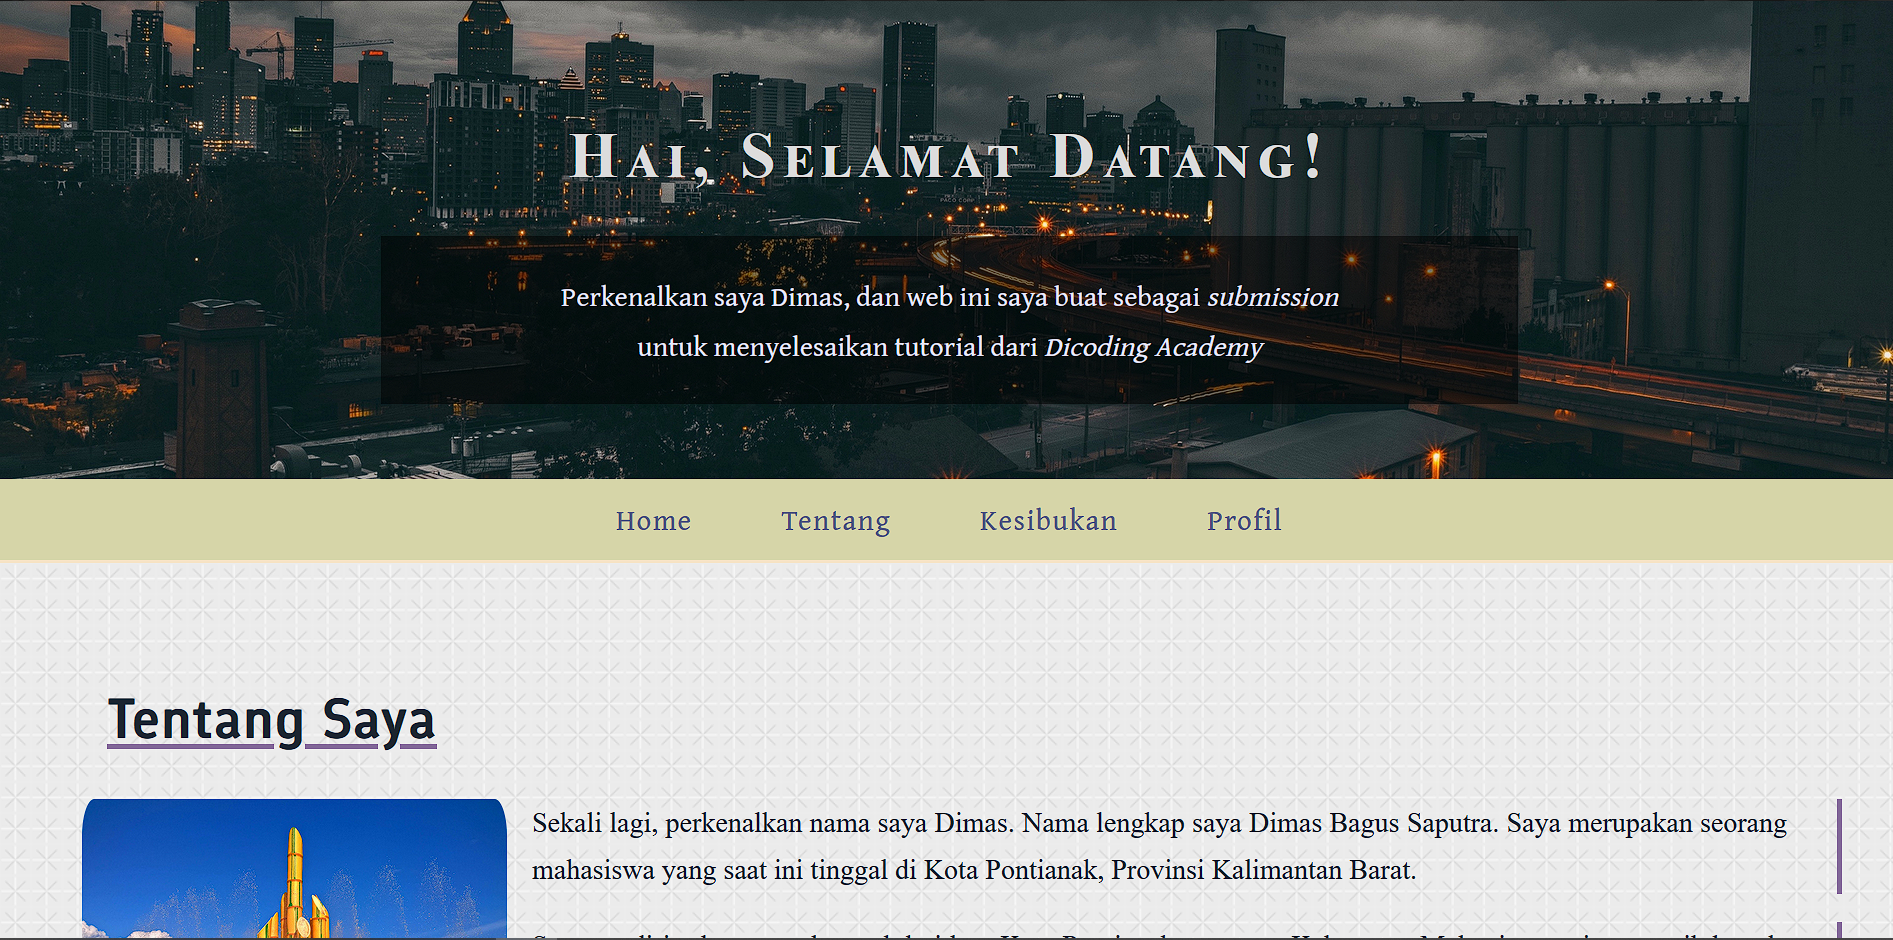 Hai, Selamat Datang!
Perkenalkan saya Dimas, dan web ini saya buat sebagai submission
untuk menyelesaikan tutorial dari Dicoding Academy
Home Tentang Kesibukan Profil
Tentang Saya
Sekali lagi, perkenalkan nama saya Dimas. Nama lengkap saya Dimas Bagus Saputra. Saya merupakan seorang
mahasiswa yang saat ini tinggal di Kota Pontianak, Provinsi Kalimantan Barat.